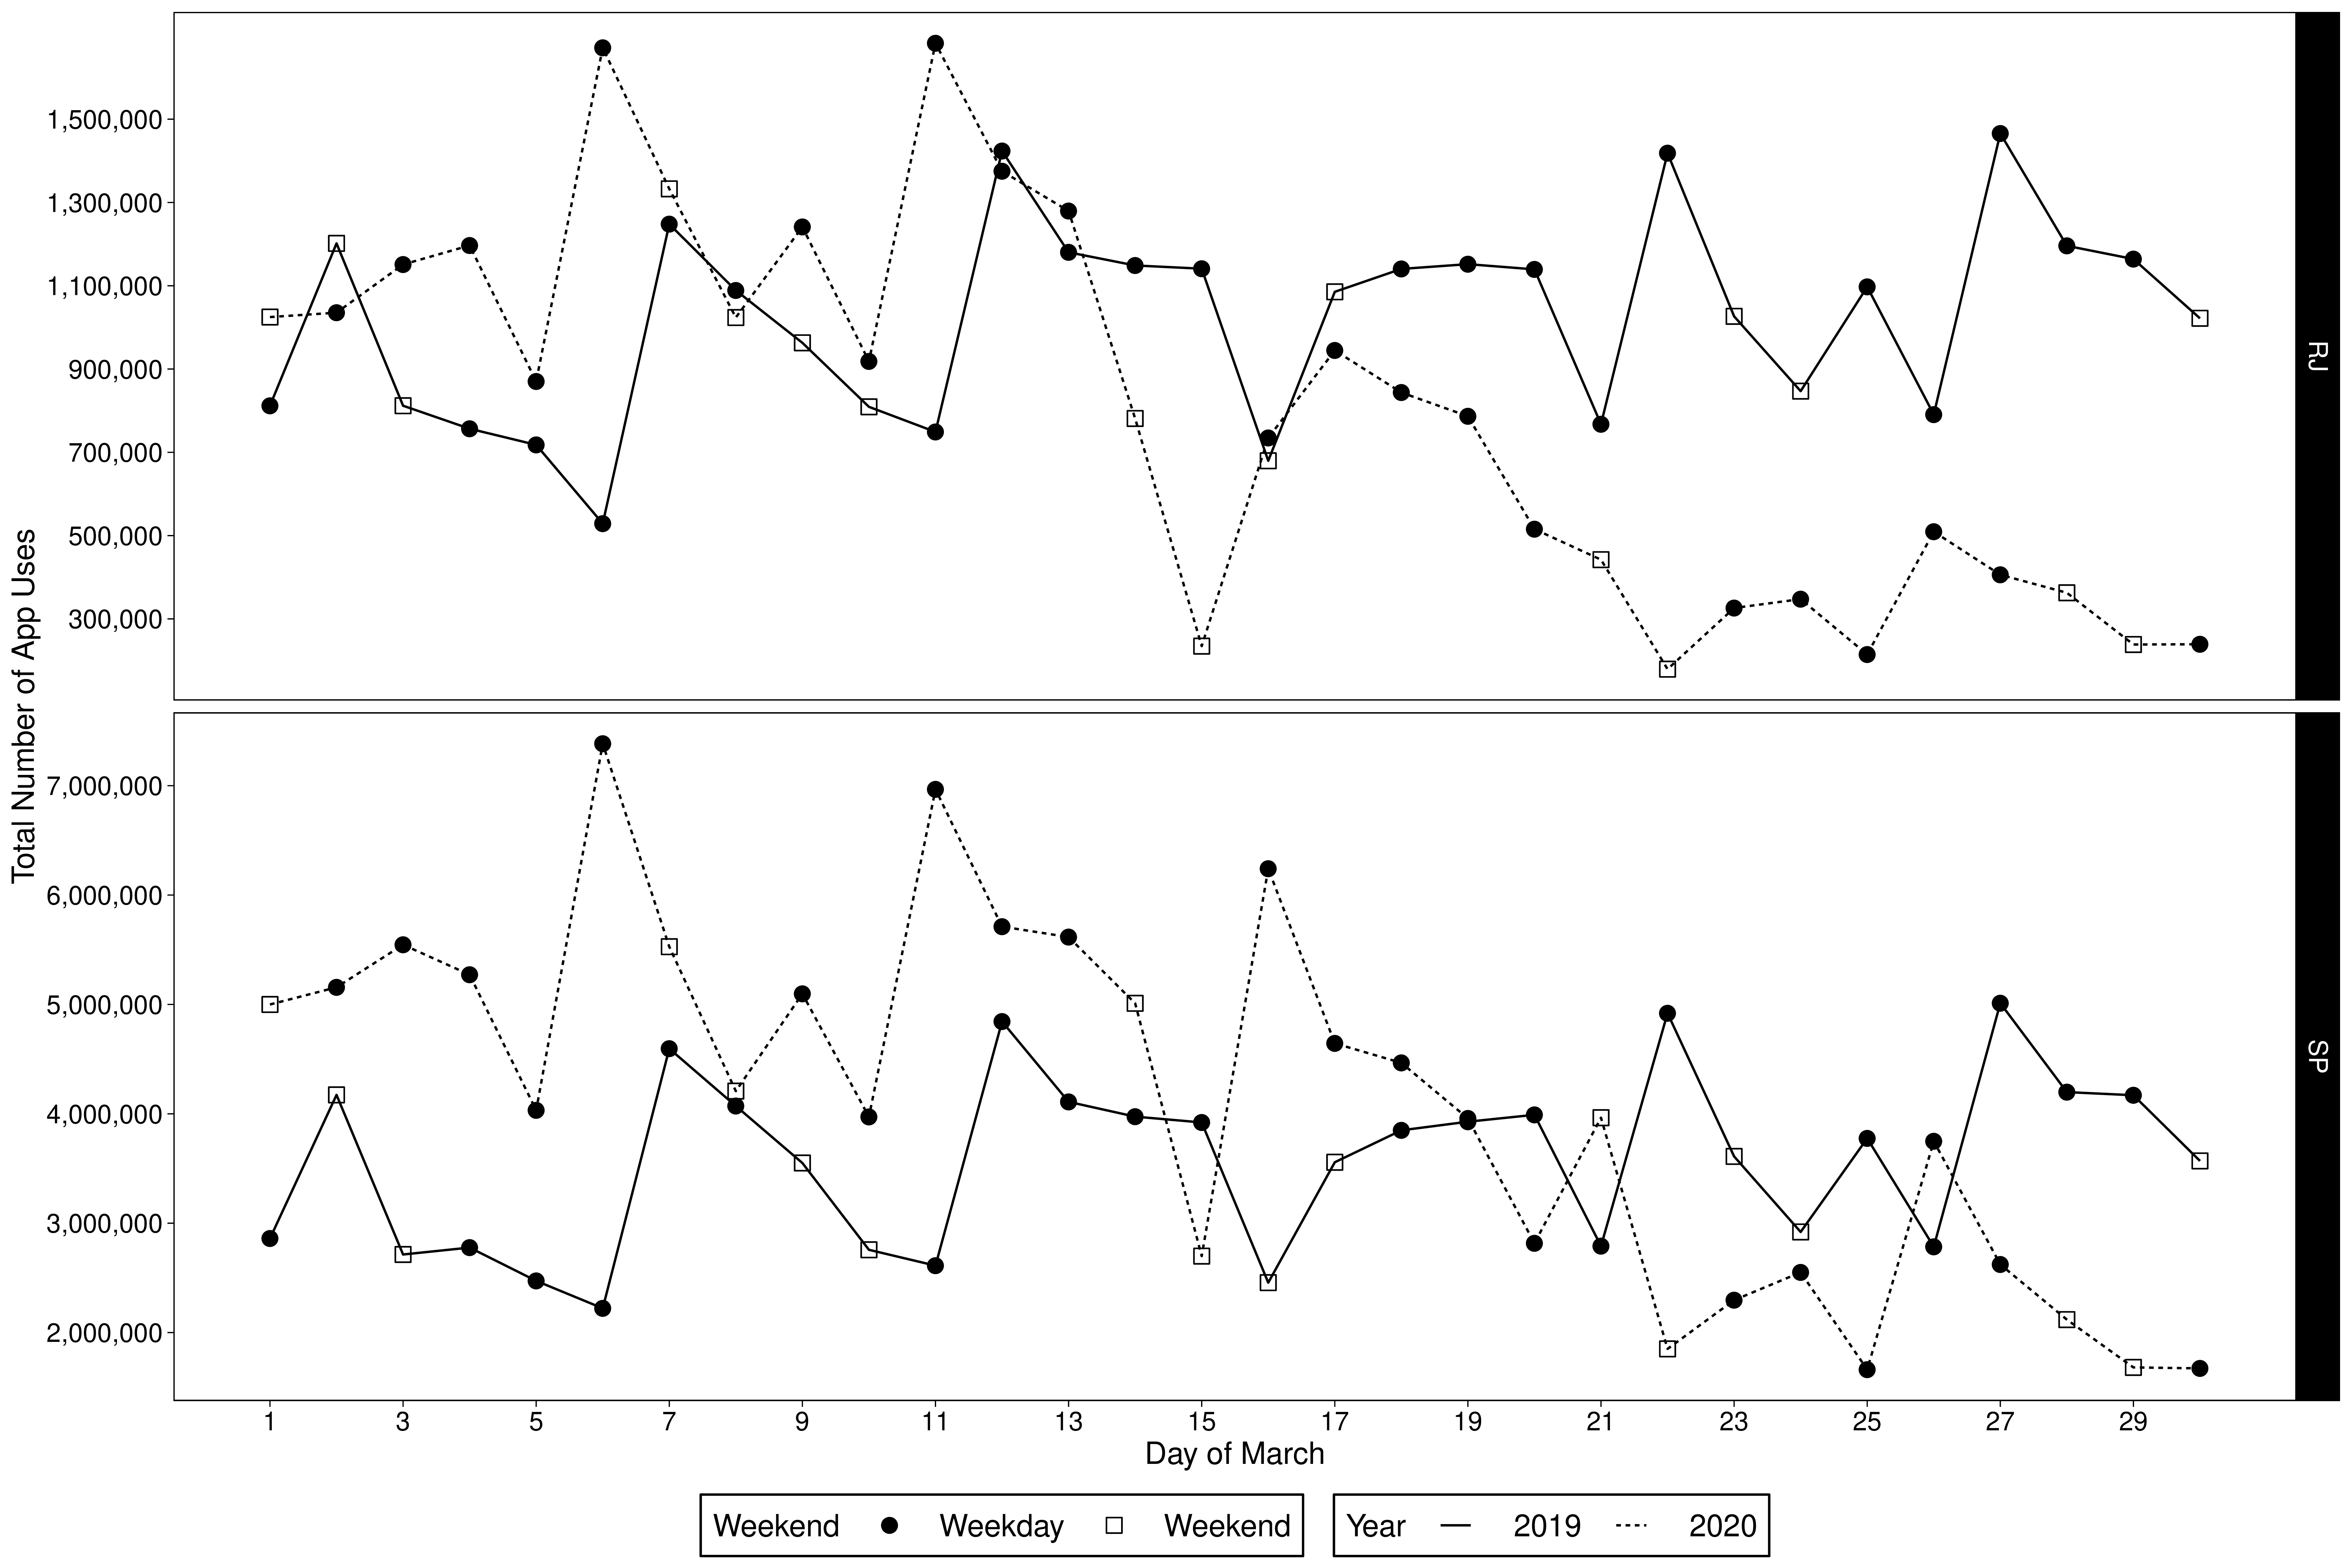 Total Number of App Uses
1,500,000
1,300,000
1,100,000
900,000
700,000
500,000
300,000
RJ
7,000,000
6,000,000
5,000,000
4,000,000
3,000,000
2,000,000
SP
1 3 5 7 9 11 13 15 17 19 21 23 25 27 29
Day of March
Weekend Weekday Weekend Year 2019 2020